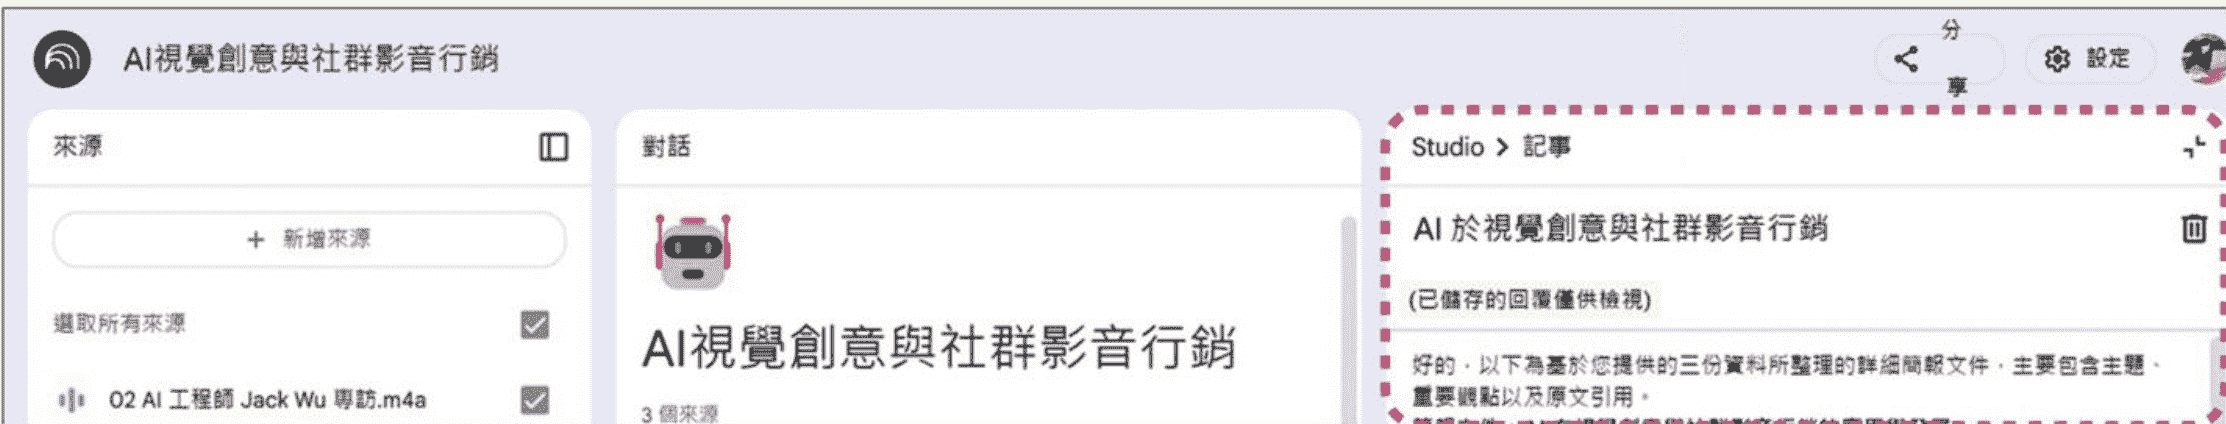 AI視覺創意與社群影音行銷
分享
設定
來源
新增來源
選取所有來源
02 AI 工程師 Jack Wu 專訪.m4a
對話
AI視覺創意與社群影音行銷
3 個來源
Studio > 記事
AI 於視覺創意與社群影音行銷
(已儲存的回覆僅供檢視)
好的，以下為基於您提供的三份資料所整理的詳細簡報文件，主要包含主題、
重要觀點以及原文引用。